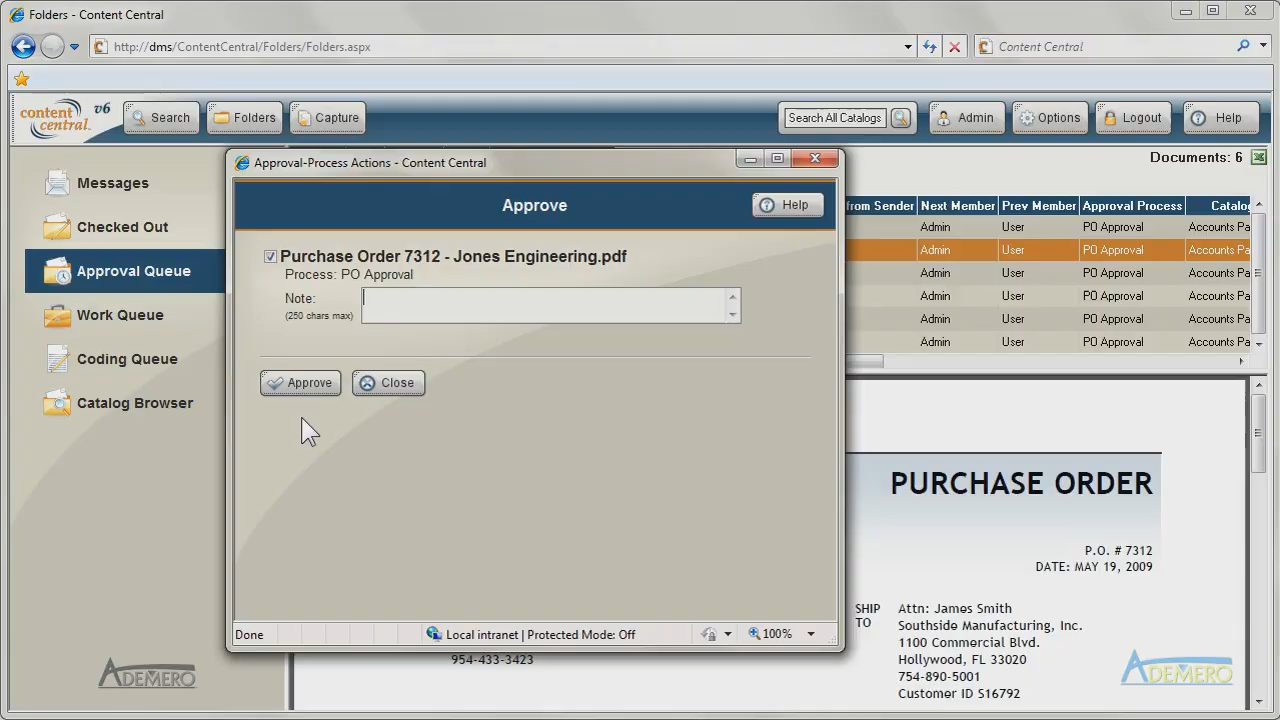 Folders - Content Central
http://dms/ContentCentral/Folders/Folders.aspx
Content Central
content central. v6
Search
Folders
Capture
Search All Catalogs
Admin
Options
Logout
Help
Documents: 6
Messages
Checked Out
Approval Queue
Work Queue
Coding Queue
Catalog Browser
Approval-Process Actions - Content Central
Approve
Help
Purchase Order 7312 - Jones Engineering.pdf
Process: PO Approval
Note:
(250 chars max)
Approve
Close
Done
Local intranet | Protected Mode: Off
100%
from Sender Next Member Prev Member Approval Process Catalog
Admin User PO Approval Accounts Pa
Admin User PO Approval Accounts Pa
Admin User PO Approval Accounts Pa
Admin User PO Approval Accounts Pa
Admin User PO Approval Accounts Pa
Admin User PO Approval Accounts Pa
PURCHASE ORDER
P.O. # 7312
DATE: MAY 19, 2009
SHIP TO
Attn: James Smith
Southside Manufacturing, Inc.
1100 Commercial Blvd.
Hollywood, FL 33020
754-890-5001
Customer ID S16792
954-433-3423
ADEMERO
ADEMERO